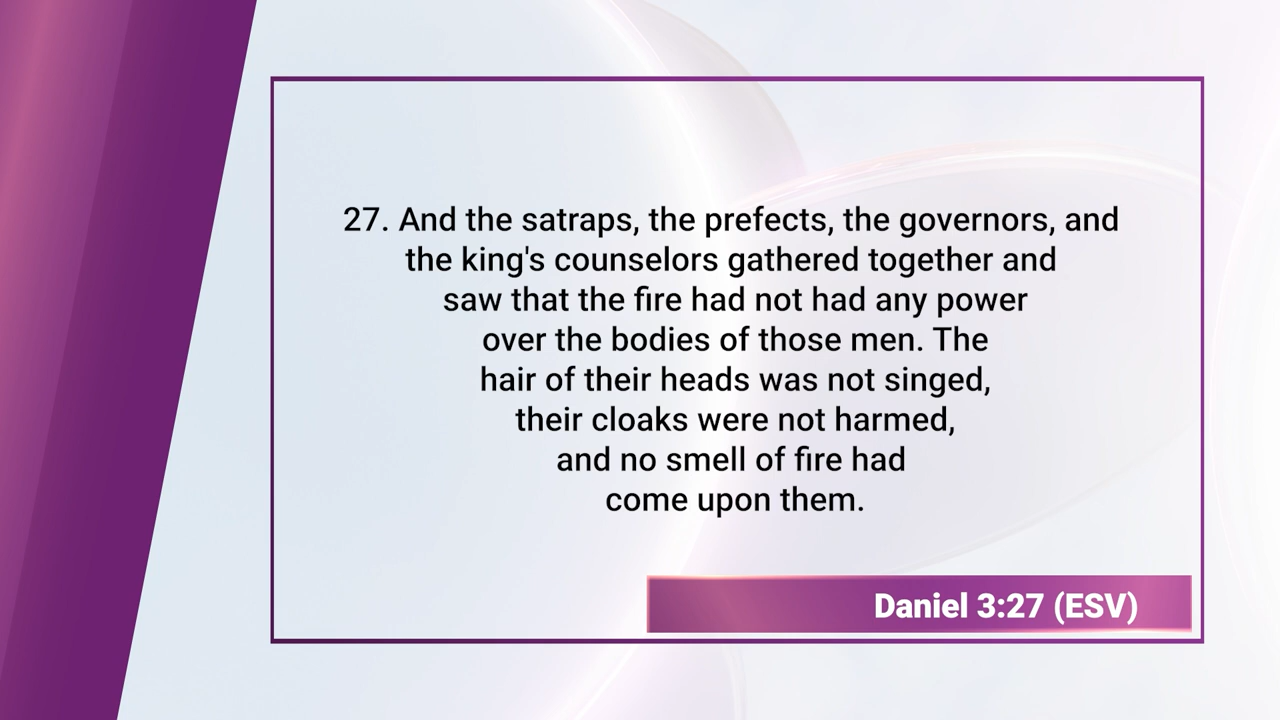 27. And the satraps, the prefects, the governors, and
the king's counselors gathered together and
saw that the fire had not had any power
over the bodies of those men. The
hair of their heads was not singed,
their cloaks were not harmed,
and no smell of fire had
come upon them.
Daniel 3:27 (ESV)